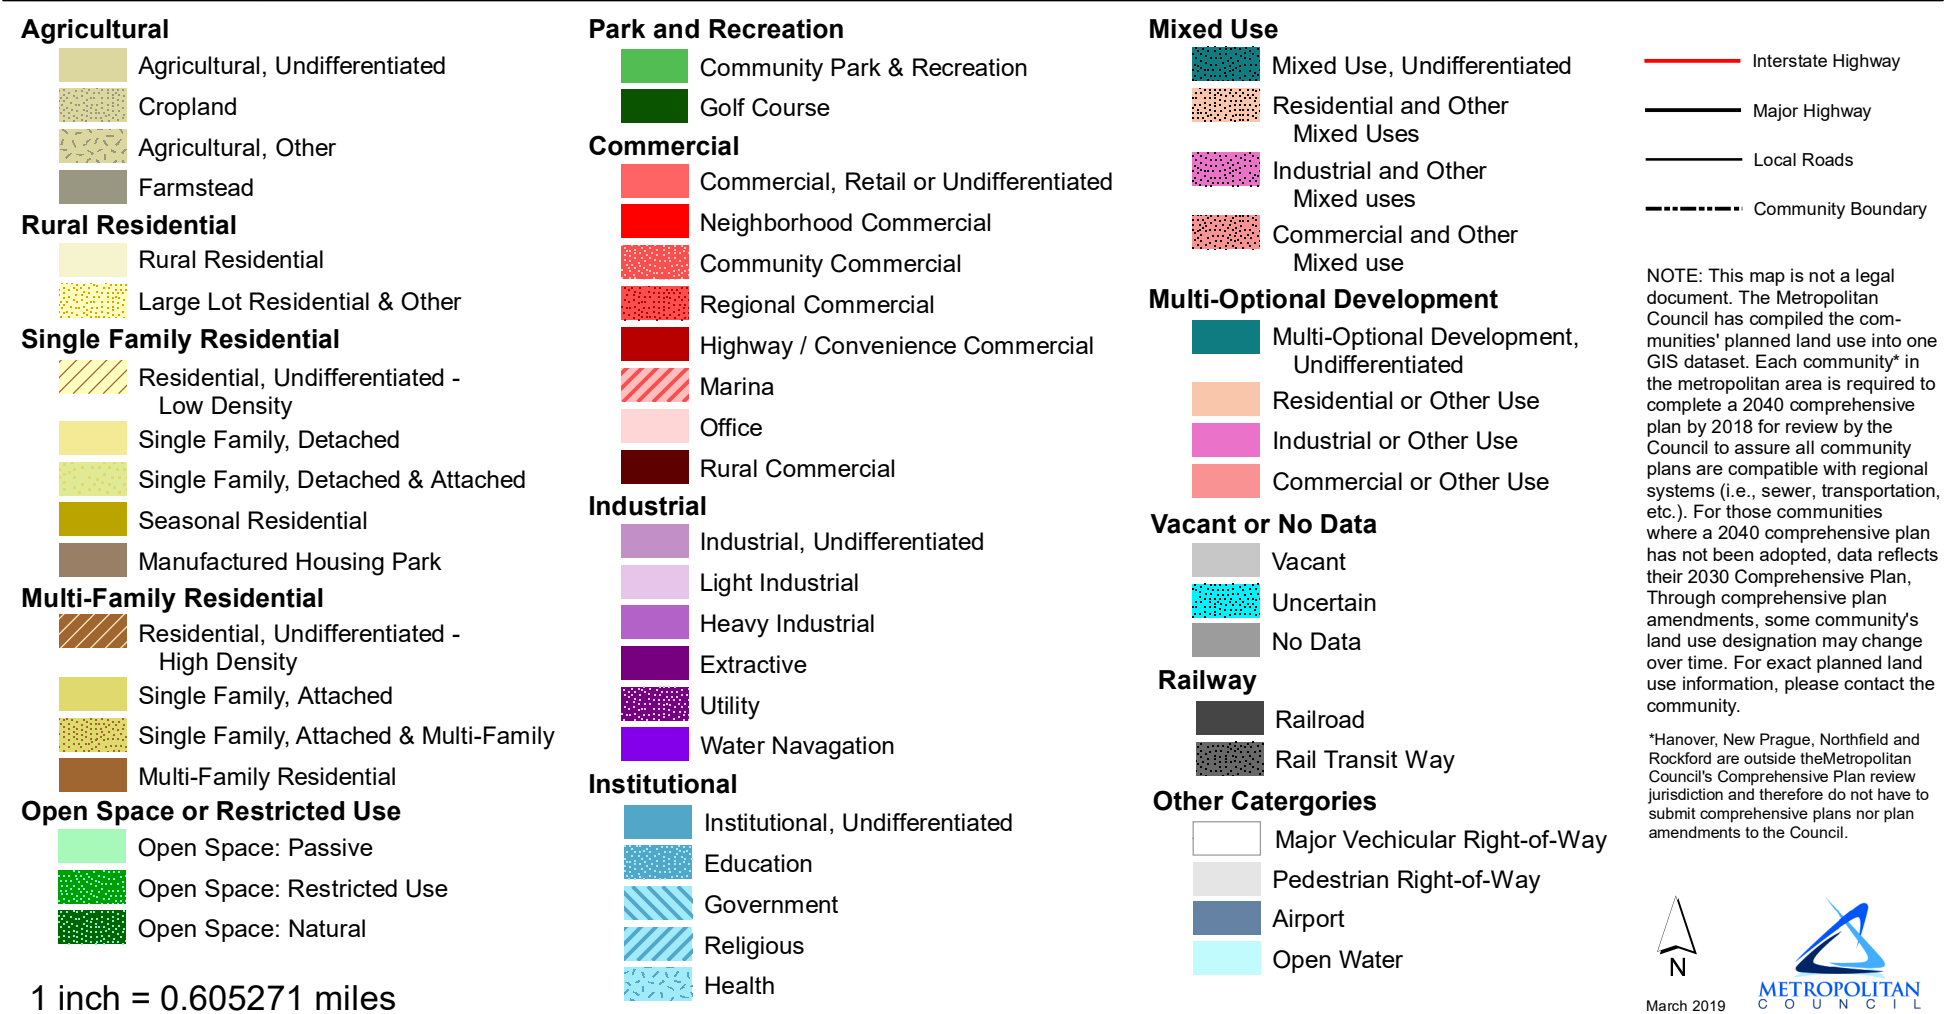 Agricultural
Agricultural, Undifferentiated
Cropland
Agricultural, Other
Farmstead
Rural Residential
Rural Residential
Large Lot Residential & Other
Single Family Residential
Residential, Undifferentiated -
Low Density
Single Family, Detached
Single Family, Detached & Attached
Seasonal Residential
Manufactured Housing Park
Multi-Family Residential
Residential, Undifferentiated -
High Density
Single Family, Attached
Single Family, Attached & Multi-Family
Multi-Family Residential
Open Space or Restricted Use
Open Space: Passive
Open Space: Restricted Use
Open Space: Natural
1 inch = 0.605271 miles
Park and Recreation
Community Park & Recreation
Golf Course
Commercial
Commercial, Retail or Undifferentiated
Neighborhood Commercial
Community Commercial
Regional Commercial
Highway / Convenience Commercial
Marina
Office
Rural Commercial
Industrial
Industrial, Undifferentiated
Light Industrial
Heavy Industrial
Extractive
Utility
Water Navagation
Institutional
Institutional, Undifferentiated
Education
Government
Religious
Health
Mixed Use
Mixed Use, Undifferentiated
Residential and Other
Mixed Uses
Industrial and Other
Mixed uses
Commercial and Other
Mixed use
Multi-Optional Development
Multi-Optional Development,
Undifferentiated
Residential or Other Use
Industrial or Other Use
Commercial or Other Use
Vacant or No Data
Vacant
Uncertain
No Data
Railway
Railroad
Rail Transit Way
Other Catergories
Major Vechicular Right-of-Way
Pedestrian Right-of-Way
Airport
Open Water
Interstate Highway
Major Highway
Local Roads
Community Boundary
NOTE: This map is not a legal
document. The Metropolitan
Council has compiled the com-
munities' planned land use into one
GIS dataset. Each community* in
the metropolitan area is required to
complete a 2040 comprehensive
plan by 2018 for review by the
Council to assure all community
plans are compatible with regional
systems (i.e., sewer, transportation,
etc.). For those communities
where a 2040 comprehensive plan
has not been adopted, data reflects
their 2030 Comprehensive Plan,
Through comprehensive plan
amendments, some community's
land use designation may change
over time. For exact planned land
use information, please contact the
community.
*Hanover, New Prague, Northfield and
Rockford are outside theMetropolitan
Council's Comprehensive Plan review
jurisdiction and therefore do not have to
submit comprehensive plans nor plan
amendments to the Council.
N
March 2019
METROPOLITAN
COUNCIL